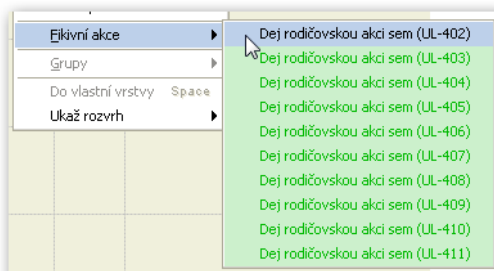 Fikivní akce
Grupy
Do vlastní vrstvy Space
Ukaž rozvrh
Dej rodičovskou akci sem (UL-402)
Dej rodičovskou akci sem (UL-403)
Dej rodičovskou akci sem (UL-404)
Dej rodičovskou akci sem (UL-405)
Dej rodičovskou akci sem (UL-406)
Dej rodičovskou akci sem (UL-407)
Dej rodičovskou akci sem (UL-408)
Dej rodičovskou akci sem (UL-409)
Dej rodičovskou akci sem (UL-410)
Dej rodičovskou akci sem (UL-411)